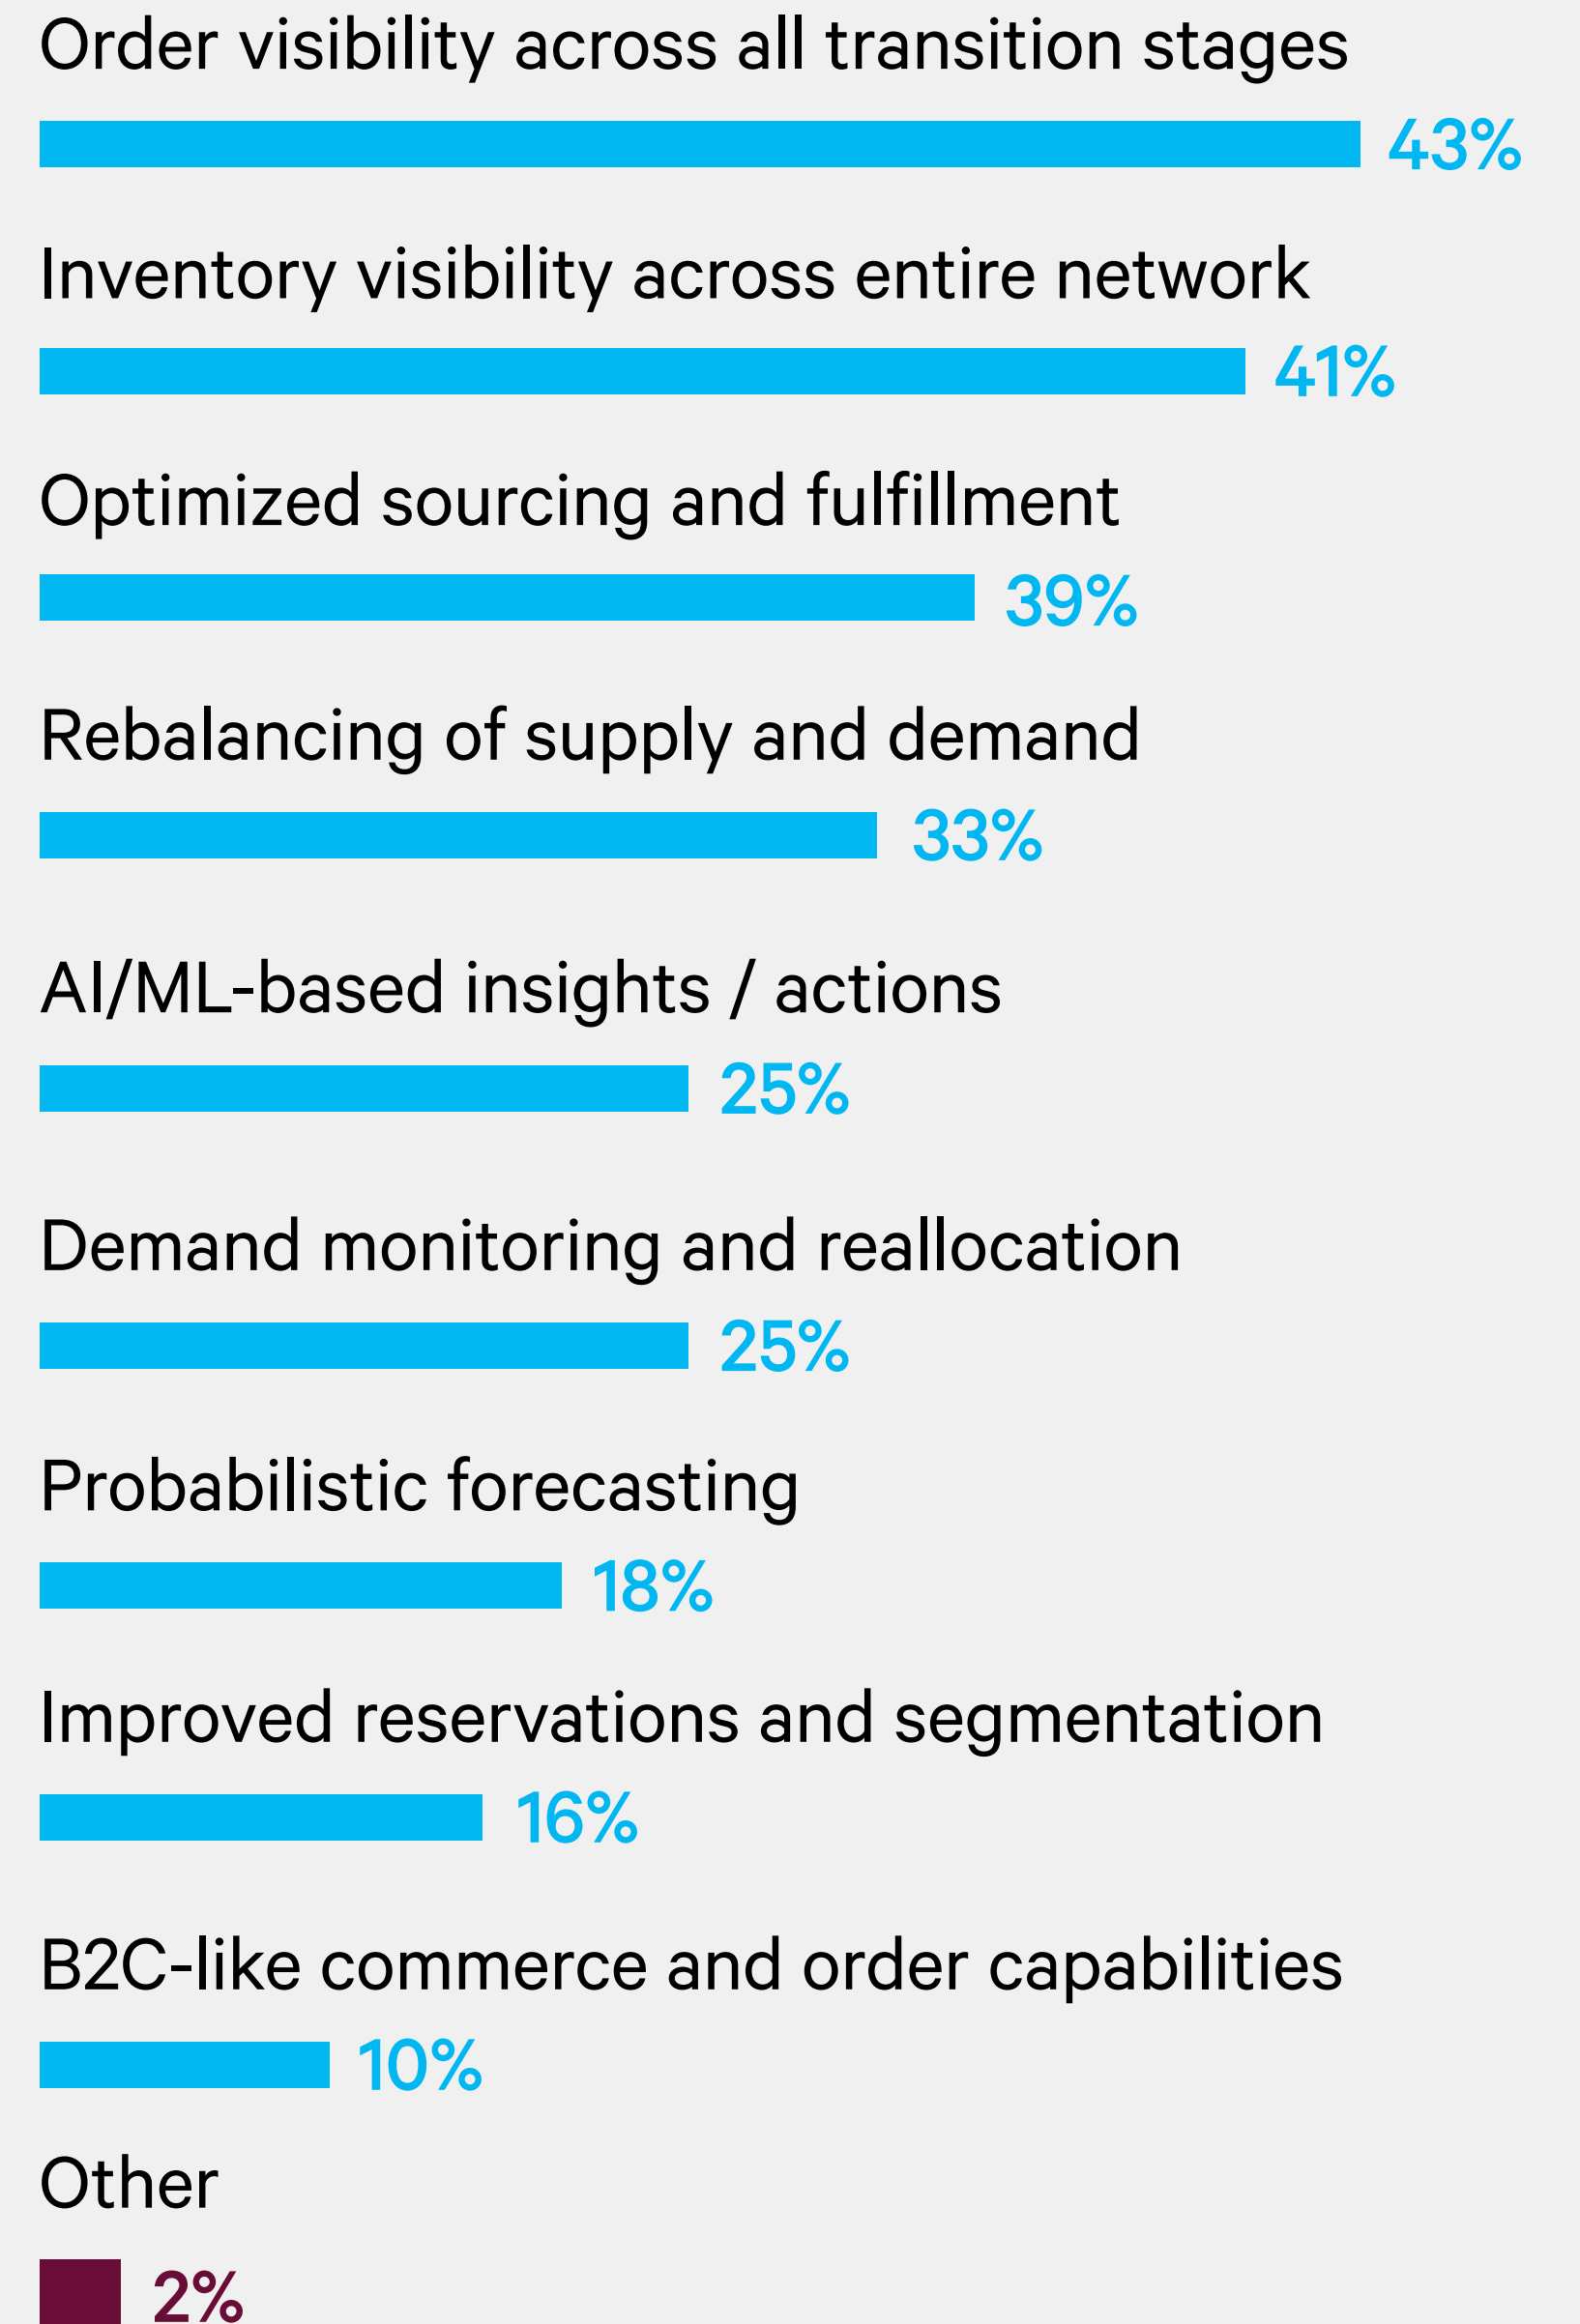 Order visibility across all transition stages
43%
Inventory visibility across entire network
41%
Optimized sourcing and fulfillment
39%
Rebalancing of supply and demand
33%
AI/ML-based insights / actions
25%
Demand monitoring and reallocation
25%
Probabilistic forecasting
18%
Improved reservations and segmentation
16%
B2C-like commerce and order capabilities
10%
Other
2%